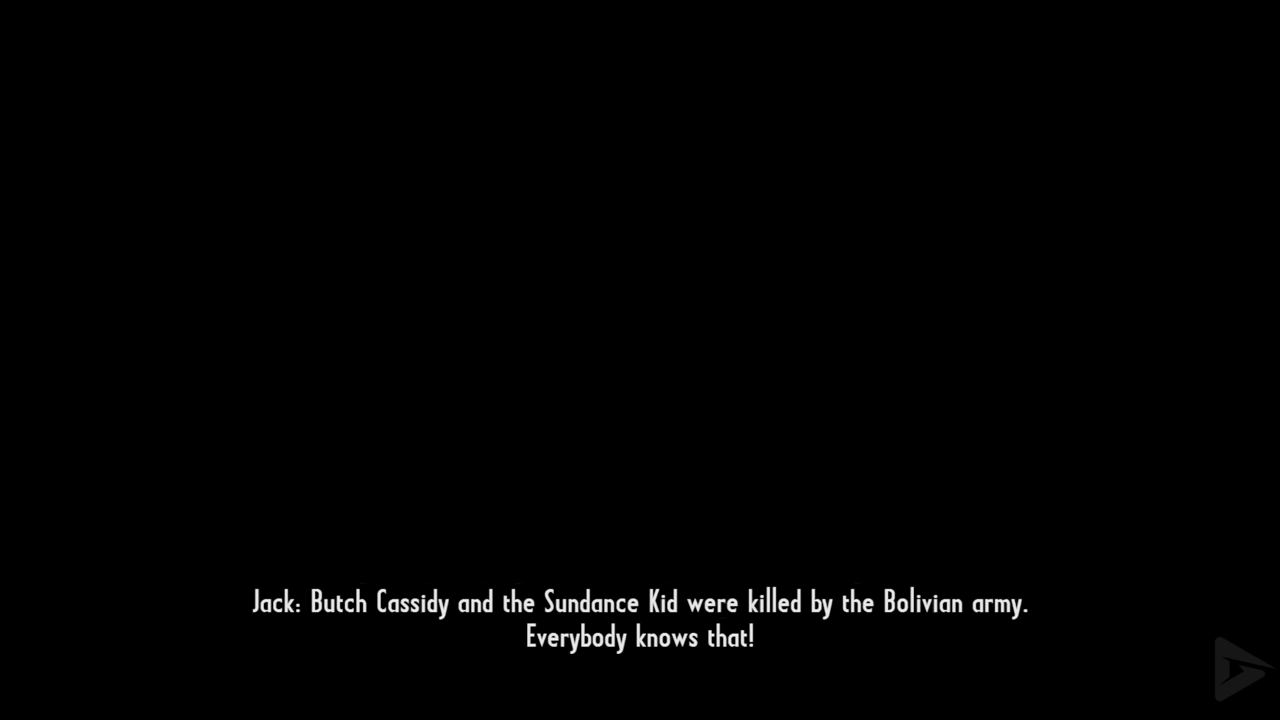 Jack: Butch Cassidy and the Sundance Kid were killed by the Bolivian army.
Everybody knows that!